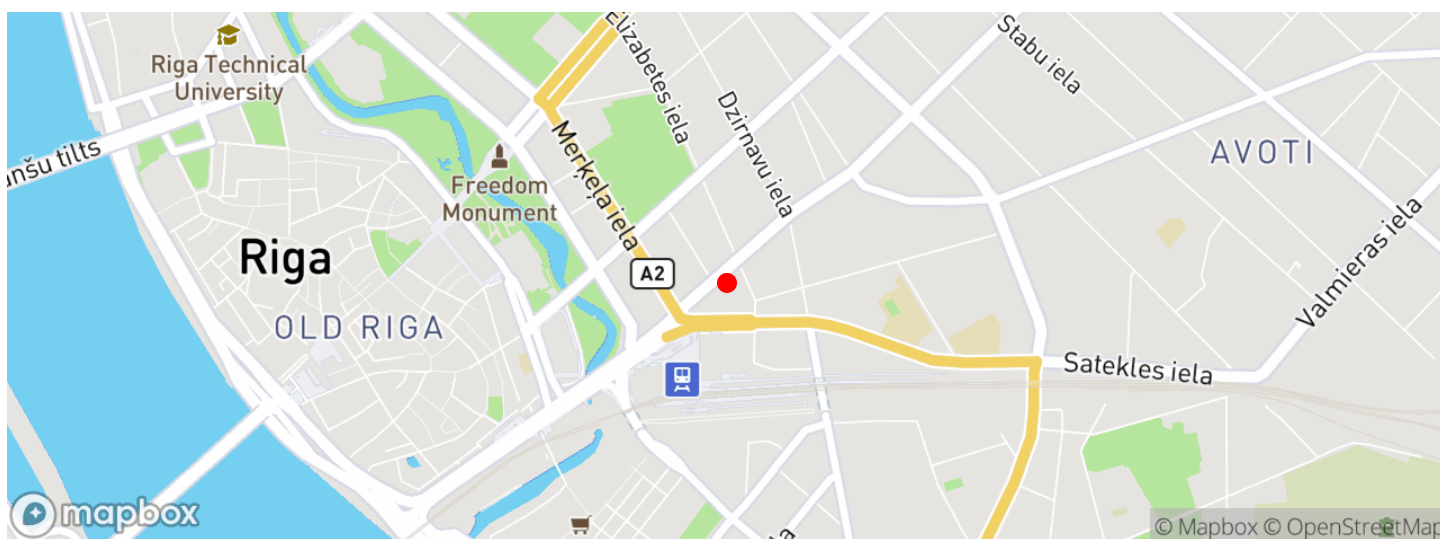 Riga Technical
University
Elizabetes iela
Stabu iela
Dzirnavu iela
Merķeļa iela
anšu tilts
Freedom
Monument
AVOTI
Riga
A2
OLD RIGA
Valmieras iela
Satekles iela
mapbox
© Mapbox © OpenStreetMap